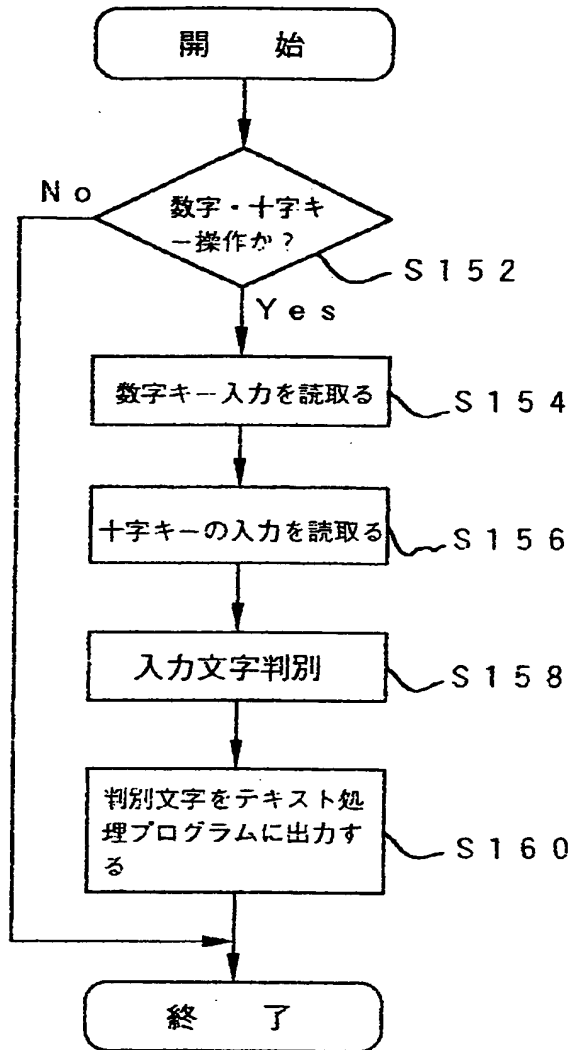 開　始
No
数字・十字キ
ー操作か？
S152
Yes
数字キー入力を読取る
S154
十字キーの入力を読取る
S156
入力文字判別
S158
判別文字をテキスト処
理プログラムに出力す
る
S160
終　了